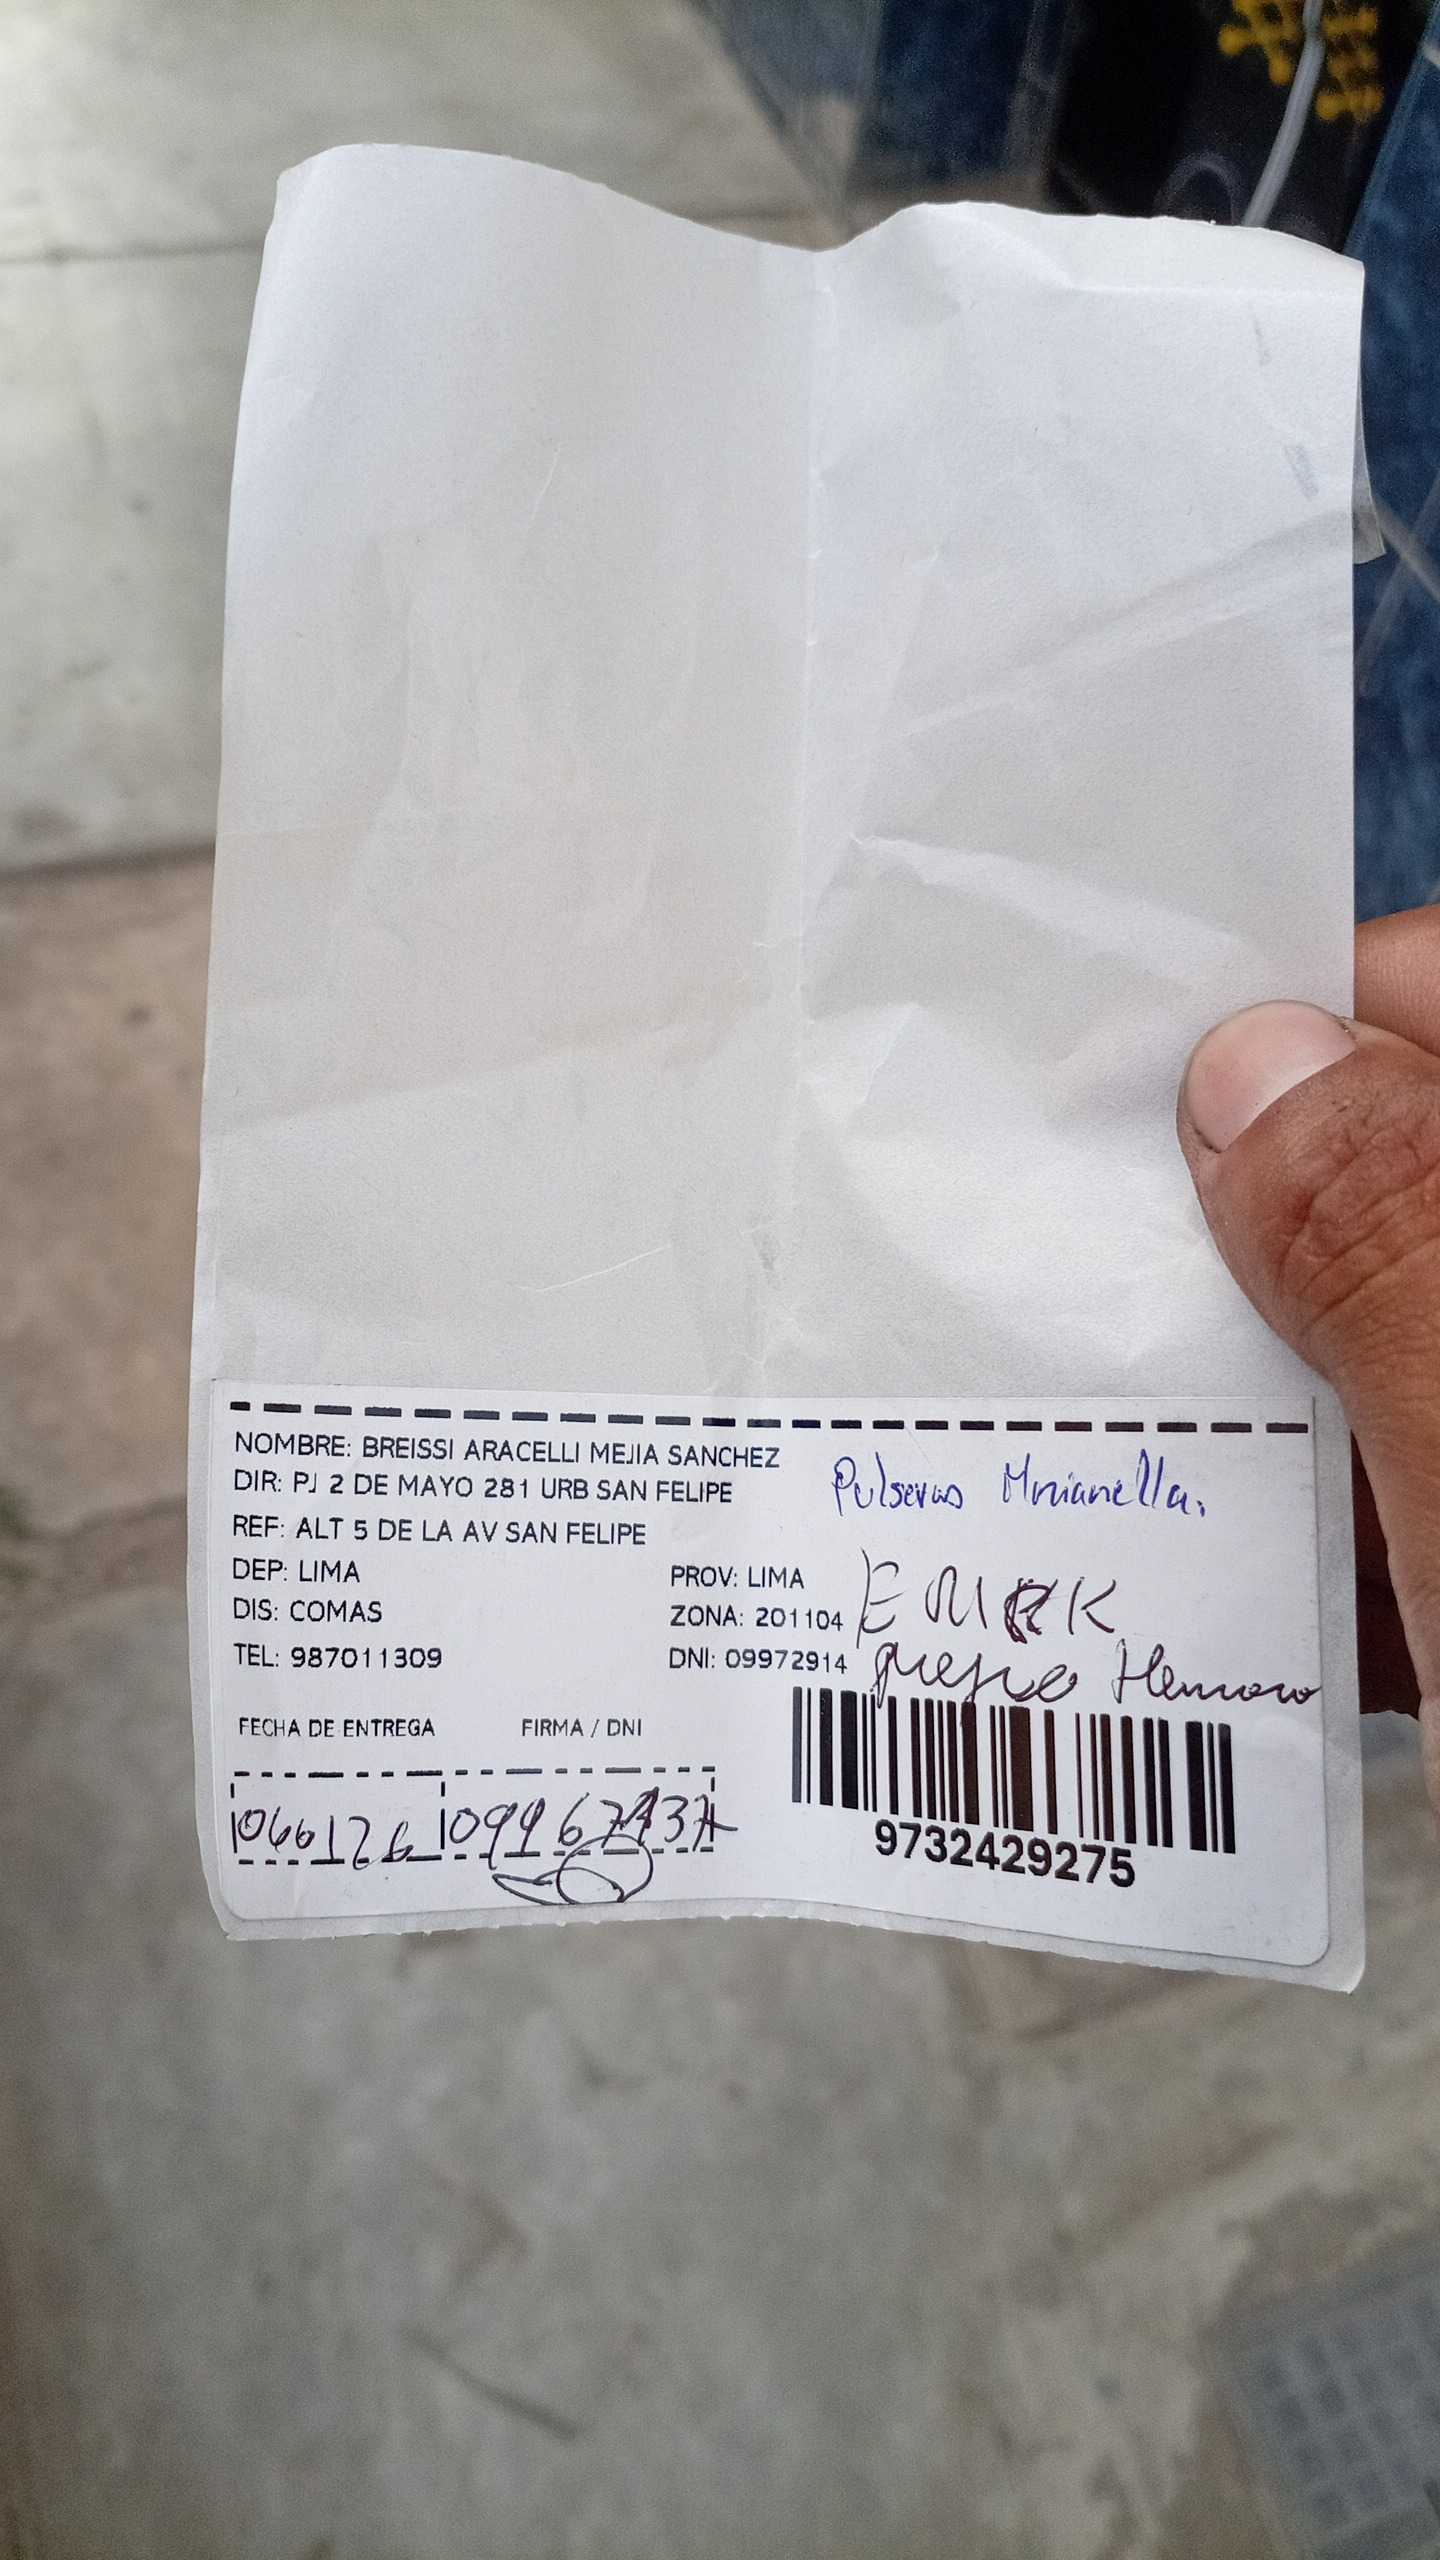 NOMBRE: BREISSI ARACELLI MEJIA SANCHEZ
DIR: PJ 2 DE MAYO 281 URB SAN FELIPE
Pulseras
REF: ALT 5 DE LA AV SAN FELIPE
DEP: LIMA
PROV: LIMA
DIS: COMAS
ZONA: 201104
TEL: 987011309
DNI: 09972914
FECHA DE ENTREGA
FIRMA / DNI
9732429275